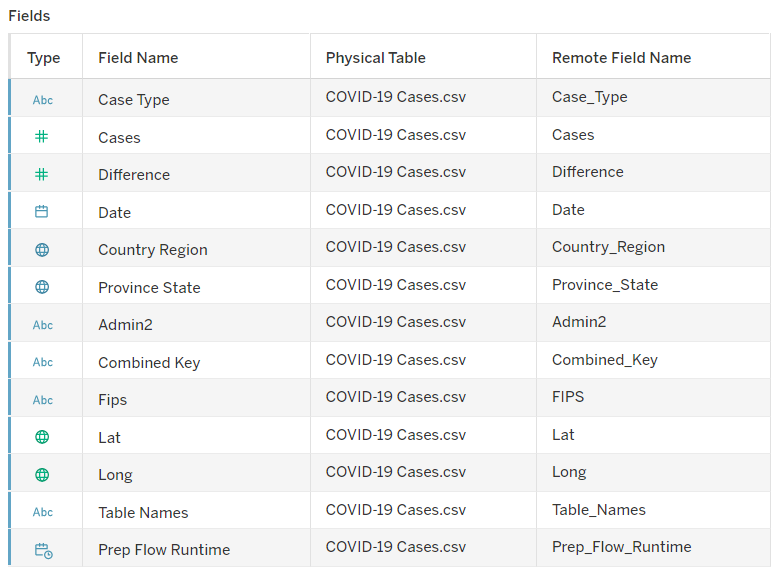 Fields
Type Field Name Physical Table Remote Field Name
Abc Case Type COVID-19 Cases.csv Case_Type
# Cases COVID-19 Cases.csv Cases
# Difference COVID-19 Cases.csv Difference
Date COVID-19 Cases.csv Date
Country Region COVID-19 Cases.csv Country_Region
Province State COVID-19 Cases.csv Province_State
Abc Admin2 COVID-19 Cases.csv Admin2
Abc Combined Key COVID-19 Cases.csv Combined_Key
Abc Fips COVID-19 Cases.csv FIPS
Lat COVID-19 Cases.csv Lat
Long COVID-19 Cases.csv Long
Abc Table Names COVID-19 Cases.csv Table_Names
Prep Flow Runtime COVID-19 Cases.csv Prep_Flow_Runtime